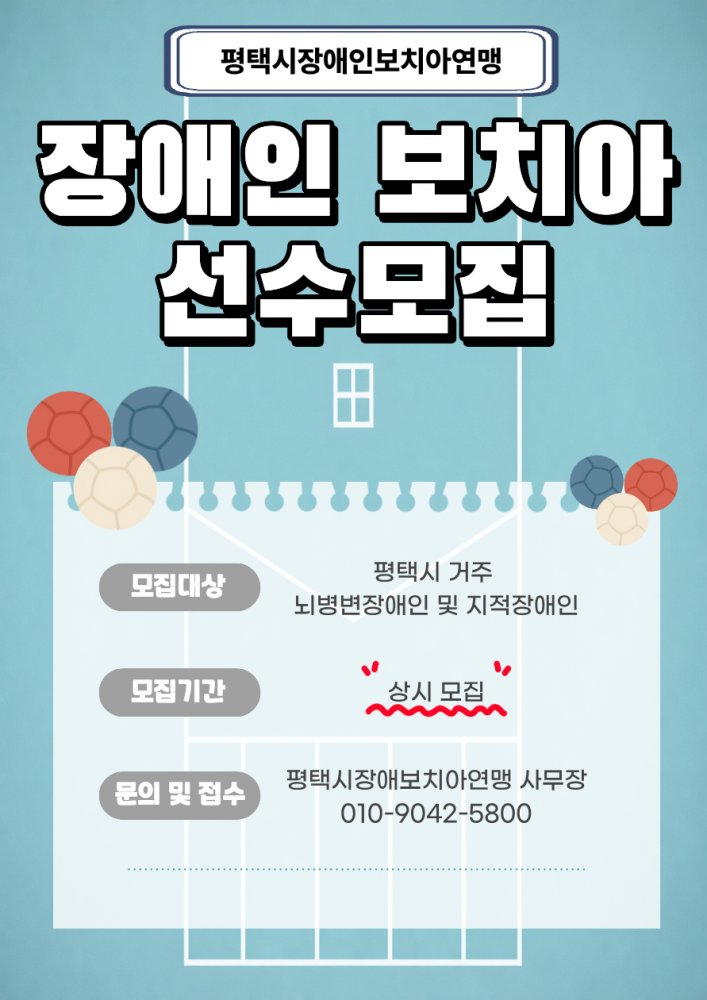 평택시장애인보치아연맹
장애인 보치아
선수모집
모집대상
평택시 거주
뇌병변장애인 및 지적장애인
모집기간
상시 모집
문의 및 접수
평택시장애보치아연맹 사무장
010-9042-5800